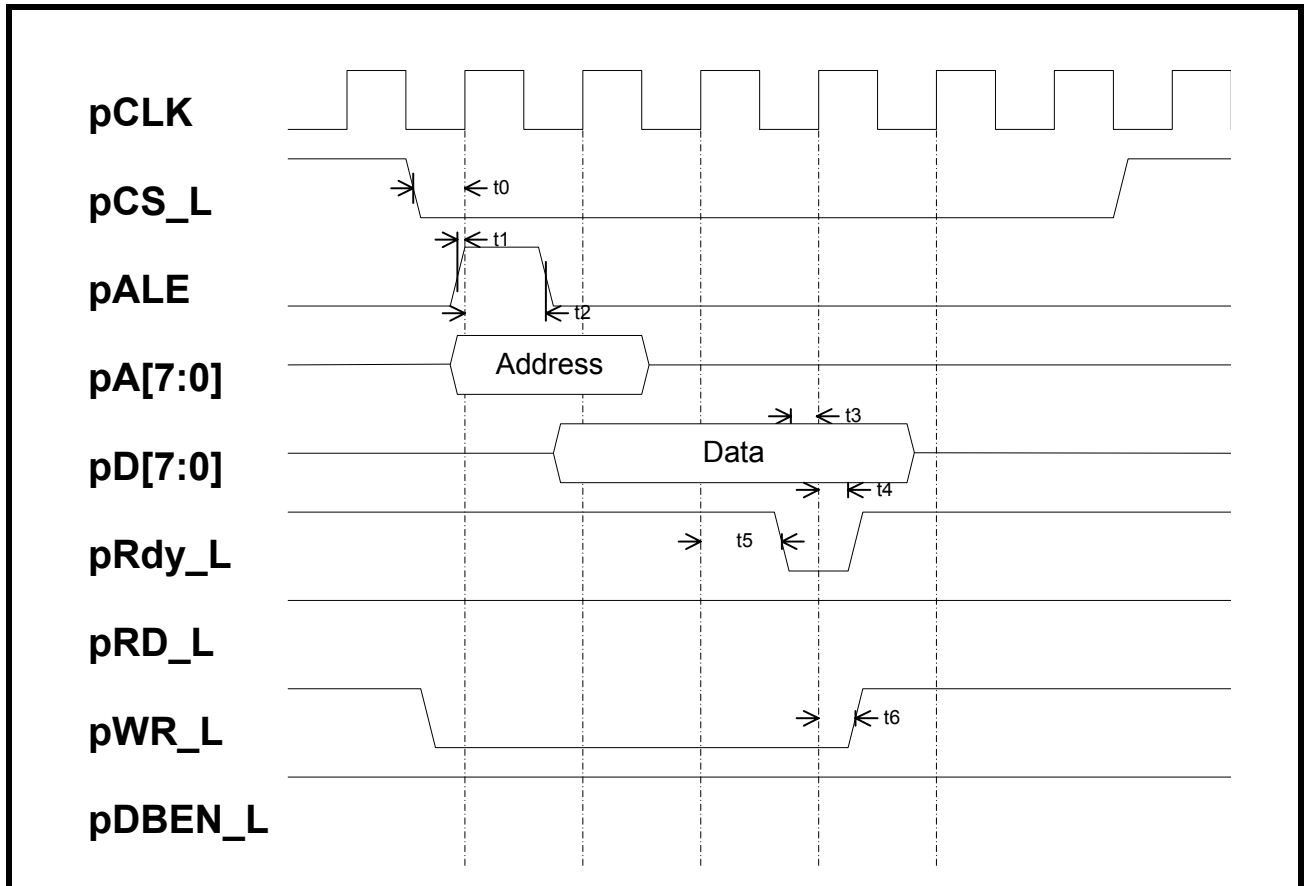 pCLK
pCS_L
t0
t1
pALE
t2
pA[7:0]
Address
t3
pD[7:0]
Data
t4
pRdy_L
t5
pRD_L
pWR_L
t6
pDBEN_L